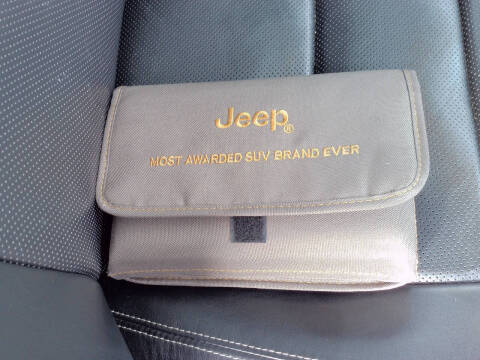 Jeep®
MOST AWARDED SUV BRAND EVER